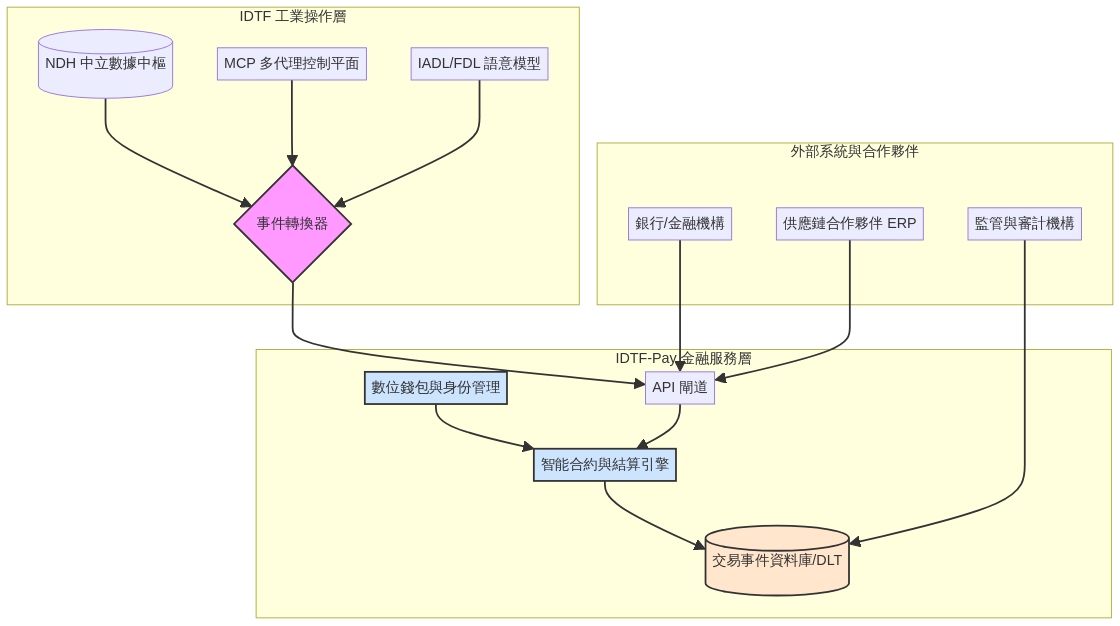 IDTF 工業操作層
NDH 中立數據中樞
MCP 多代理控制平面
IADL/FDL 語意模型
事件轉換器
外部系統與合作夥伴
銀行/金融機構
供應鏈合作夥伴 ERP
監管與審計機構
IDTF-Pay 金融服務層
數位錢包與身份管理
API 閘道
智能合約與結算引擎
交易事件資料庫/DLT